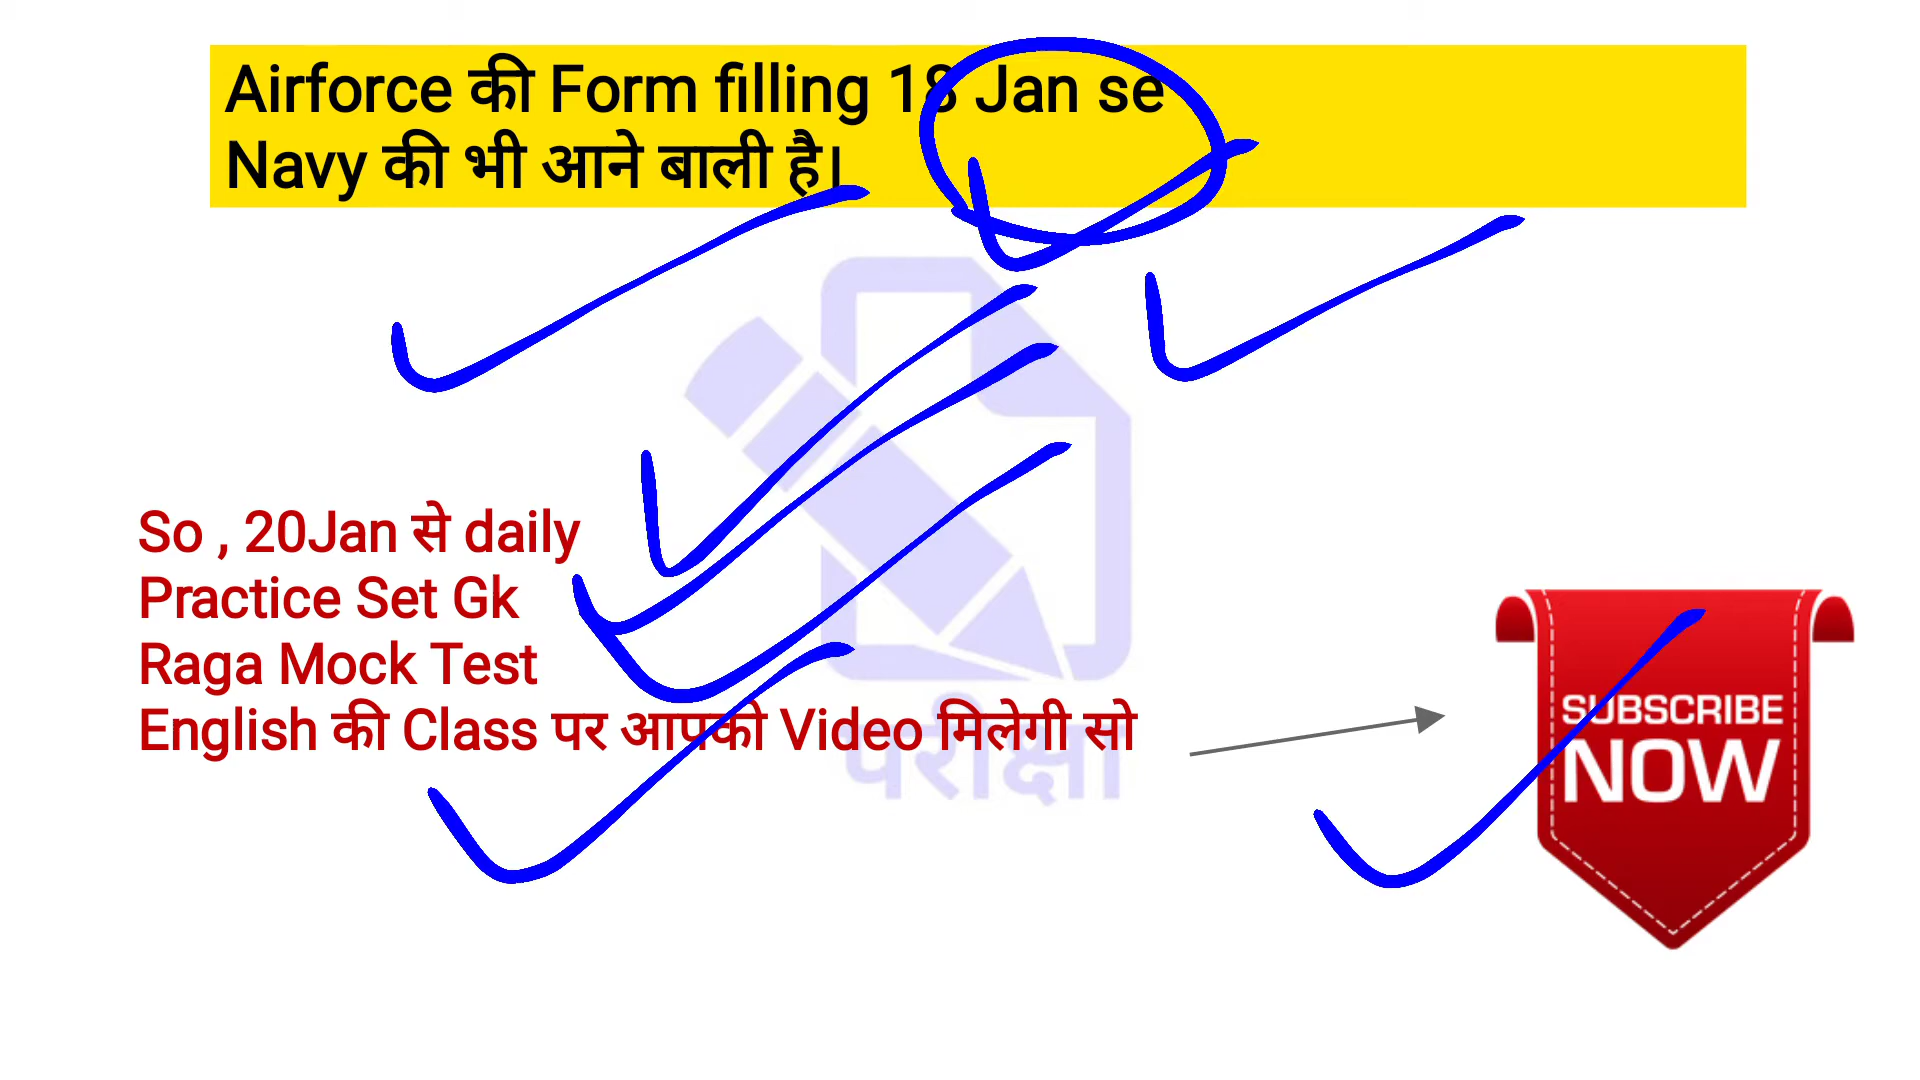 Airforce की Form filling 18 Jan se
Navy की भी आने बाली है।
So , 20Jan से daily
Practice Set Gk
Raga Mock Test
English की Class पर आपको Video मिलेगी सो
परीक्षा
SUBSCRIBE
NOW